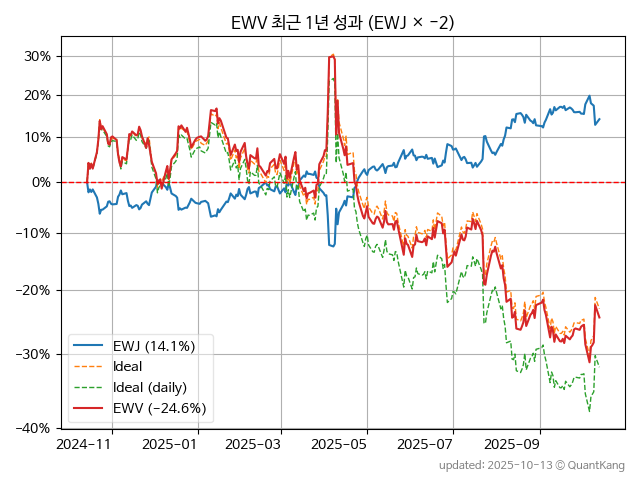 EWV 최근 1년 성과 (EWJ × −2)
30%
20%
10%
0%
−10%
−20%
−30%
−40%
EWJ (14.1%)
Ideal
Ideal (daily)
EWV (−24.6%)
2024-11
2025-01
2025-03
2025-05
2025-07
2025-09
updated: 2025-10-13 © QuantKang